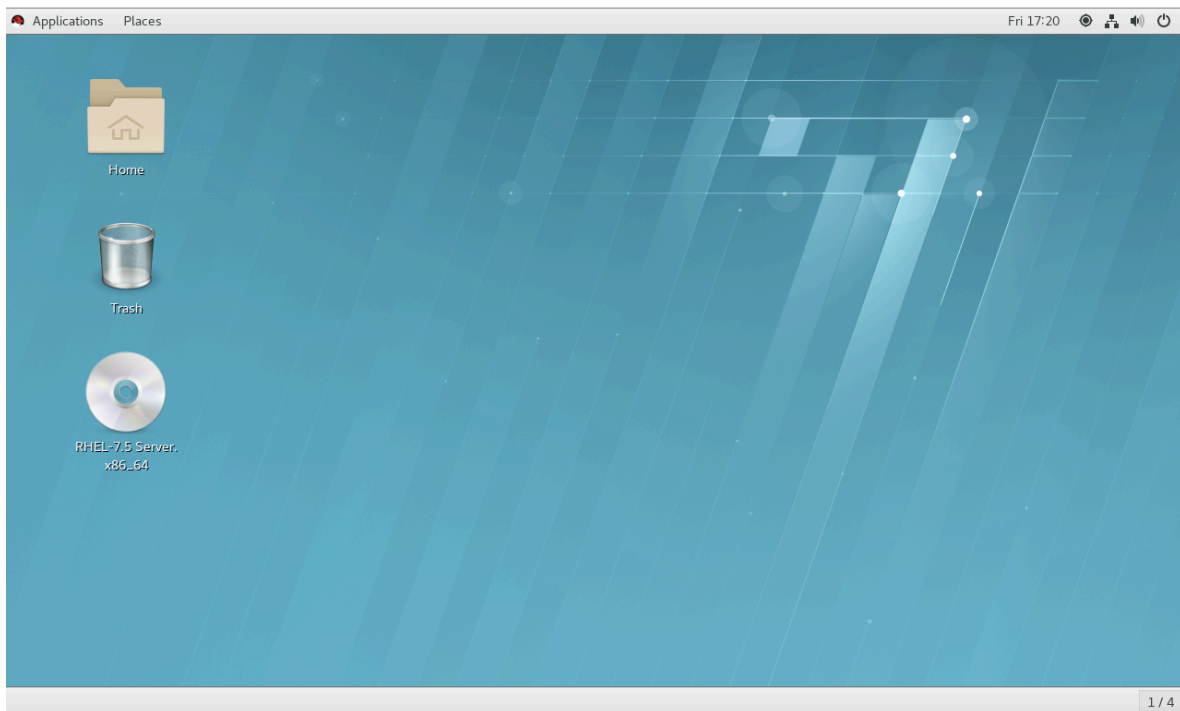 Applications Places Fri 17:20
Home
Trash
RHEL-7.5 Server.
x86_64
1 / 4